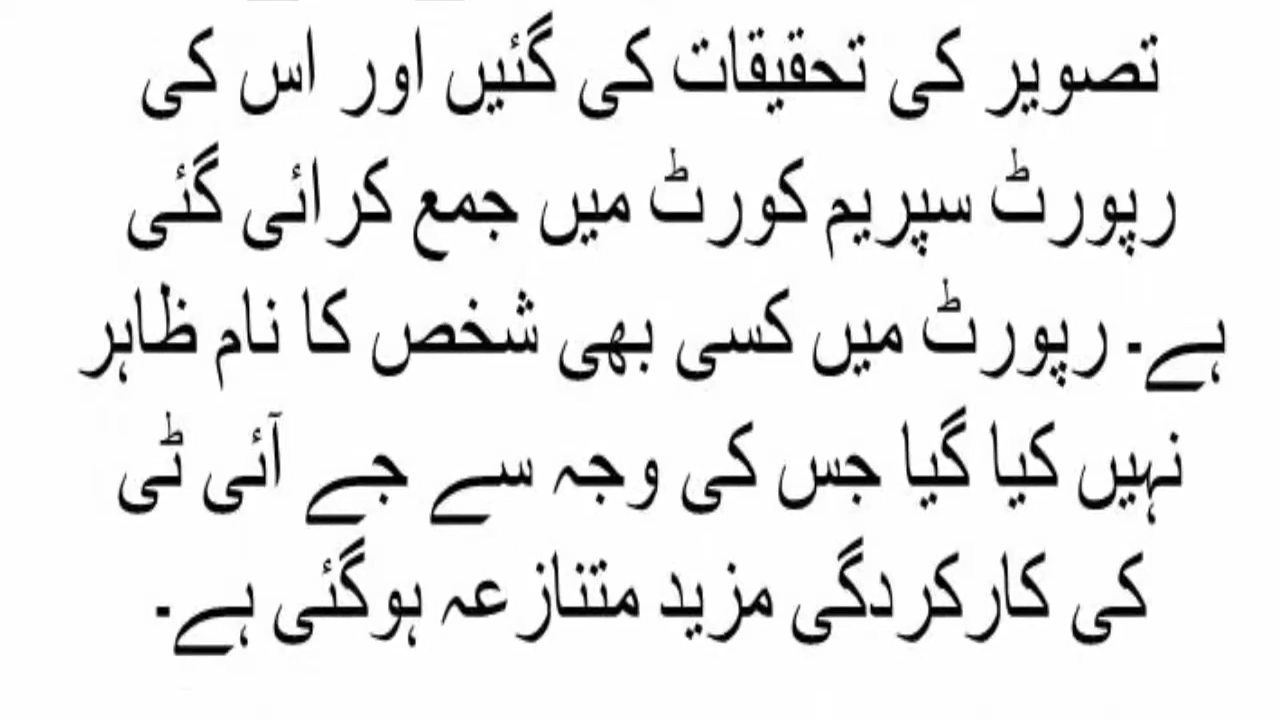 تصویر کی تحقیقات کی گئیں اور اس کی
رپورٹ سپریم کورٹ میں جمع کرائی گئی
ہے۔ رپورٹ میں کسی بھی شخص کا نام ظاہر
نہیں کیا گیا جس کی وجہ سے جے آئی ٹی
کی کارکردگی مزید متنازعہ ہوگئی ہے۔